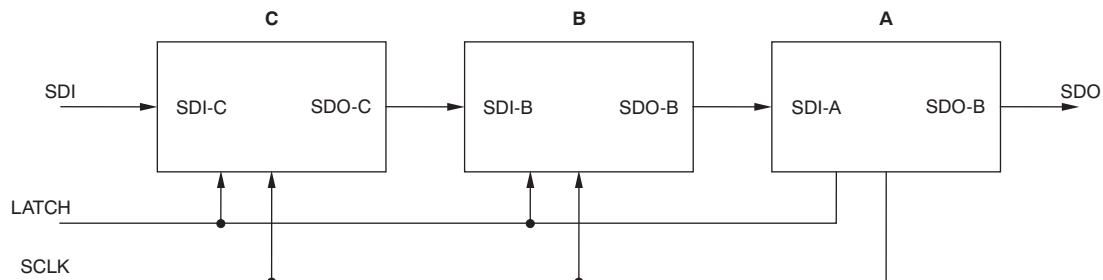 C B A
SDI SDI-C SDO-C SDI-B SDO-B SDI-A SDO-B SDO
LATCH
SCLK